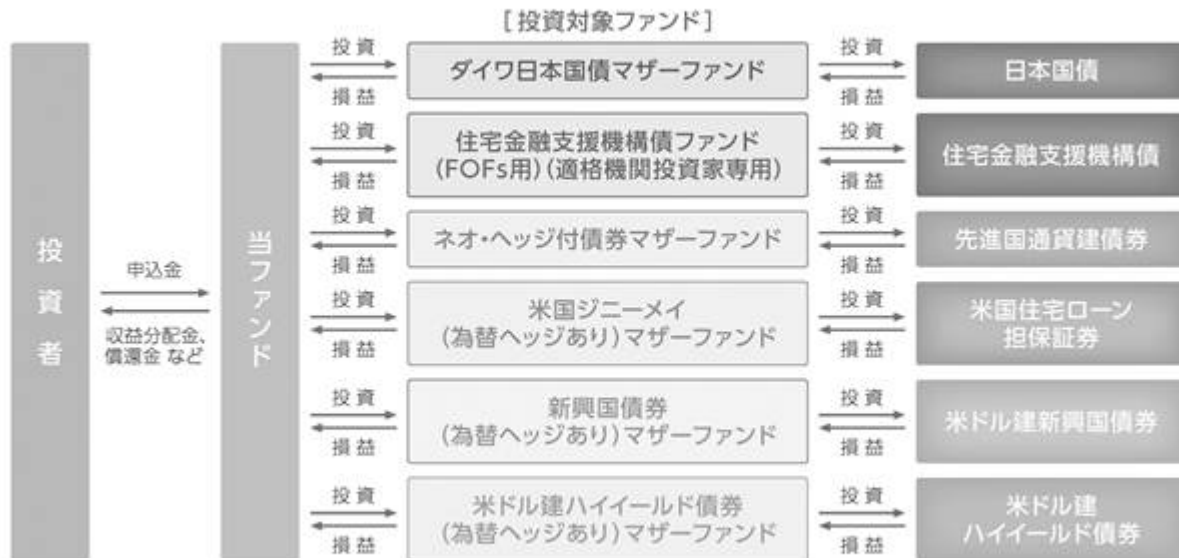 [投資対象ファンド]
投資者
申込金
収益分配金、
償還金 など
当ファンド
投資
損益
ダイワ日本国債マザーファンド
投資
損益
日本国債
投資
損益
住宅金融支援機構債ファンド
(FOFs用)(適格機関投資家専用)
投資
損益
住宅金融支援機構債
投資
損益
ネオ・ヘッジ付債券マザーファンド
投資
損益
先進国通貨建債券
投資
損益
米国ジニーメイ
(為替ヘッジあり)マザーファンド
投資
損益
米国住宅ローン
担保証券
投資
損益
新興国債券
(為替ヘッジあり)マザーファンド
投資
損益
米ドル建新興国債券
投資
損益
米ドル建ハイイールド債券
(為替ヘッジあり)マザーファンド
投資
損益
米ドル建
ハイイールド債券